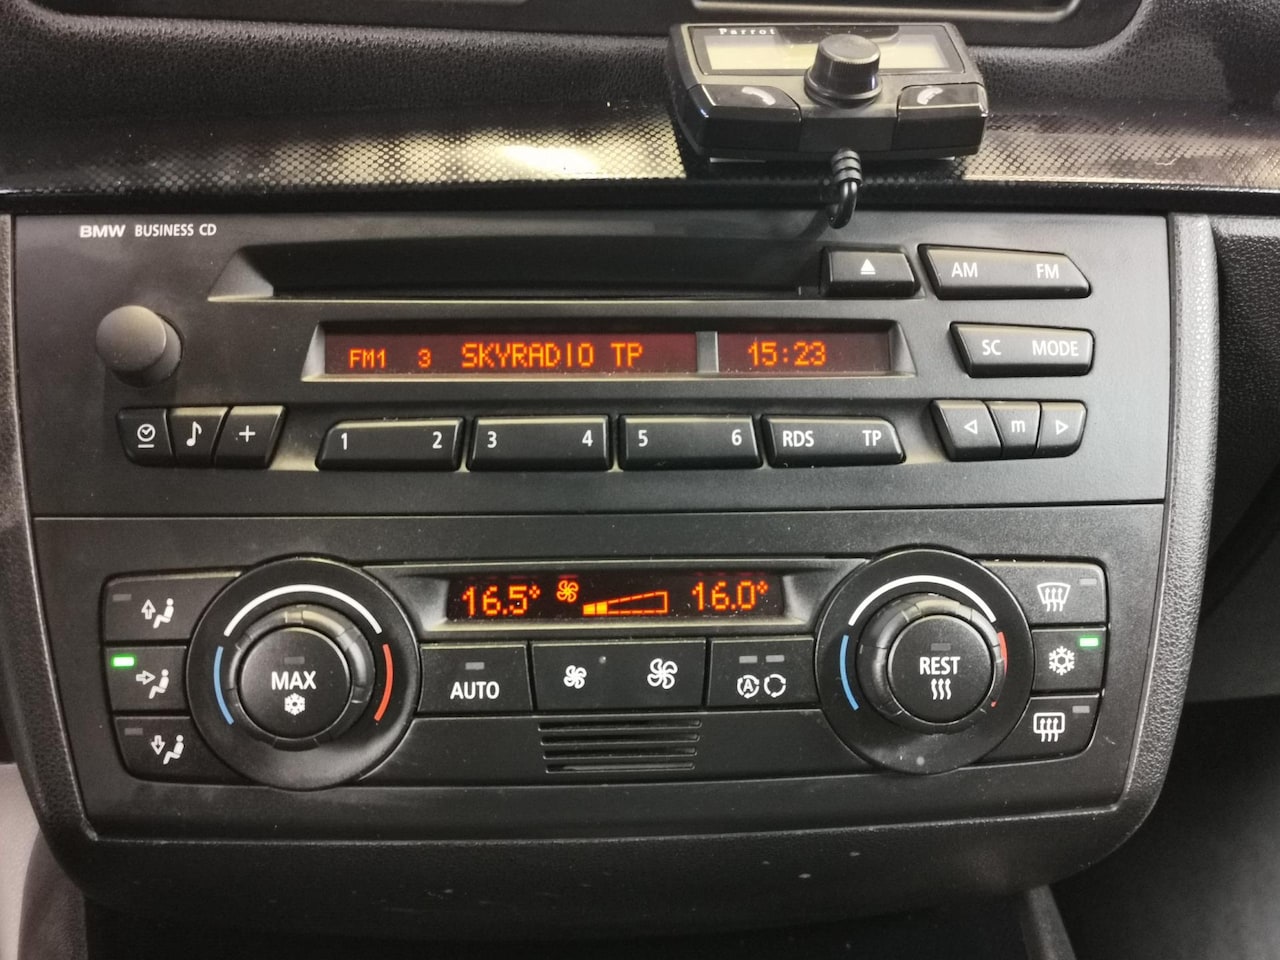 Parrot
BMW BUSINESS CD
AM FM
FM1 3 SKYRADIO TP 15:23
SC MODE
1 2 3 4 5 6 RDS TP m
16.5° 16.0°
MAX
AUTO
A
REST